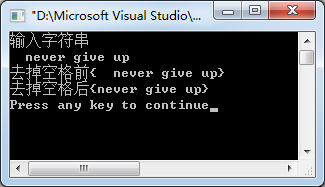 "D:\Microsoft Visual Studio\...
输入字符串
  never give up
去掉空格前{  never give up}
去掉空格后{never give up}
Press any key to continue_